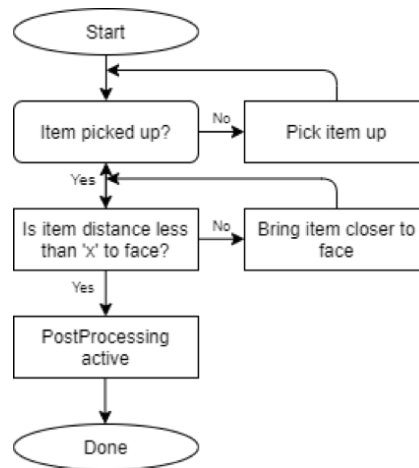 Start
Item picked up?
No
Pick item up
Yes
Is item distance less
than 'x' to face?
No
Bring item closer to
face
Yes
PostProcessing
active
Done